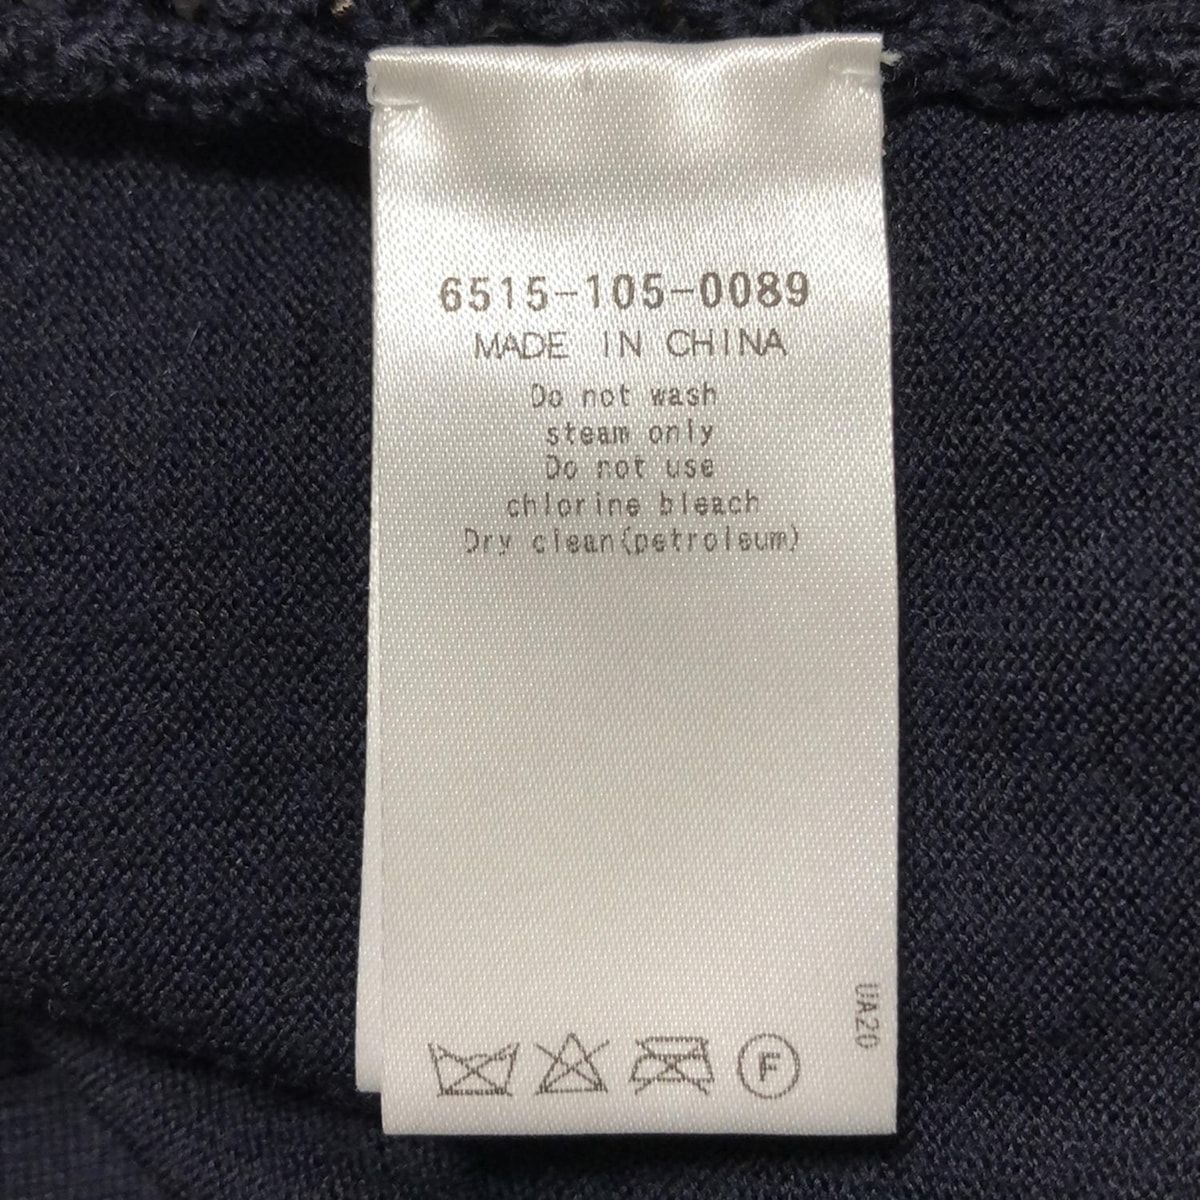 6515-105-0089
MADE IN CHINA
Do not wash
steam only
Do not use
chlorine bleach
Dry clean(petroleum)
UA20
F